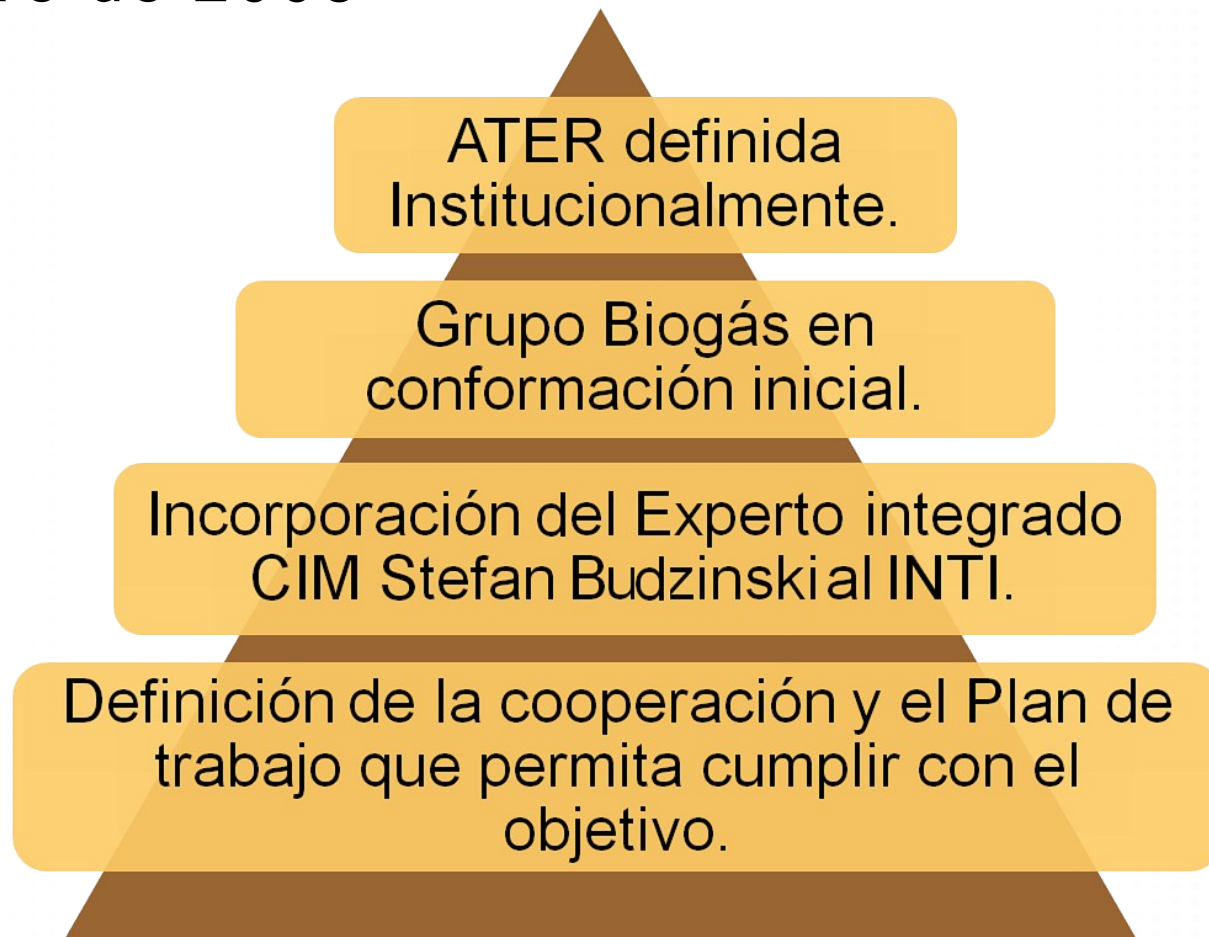 de
ATER definida
Institucionalmente.
Grupo Biogás en
conformación inicial.
Incorporación del Experto integrado
CIM Stefan Budzinski al INTI.
Definición de la cooperación y el Plan de
trabajo que permita cumplir con el
objetivo.